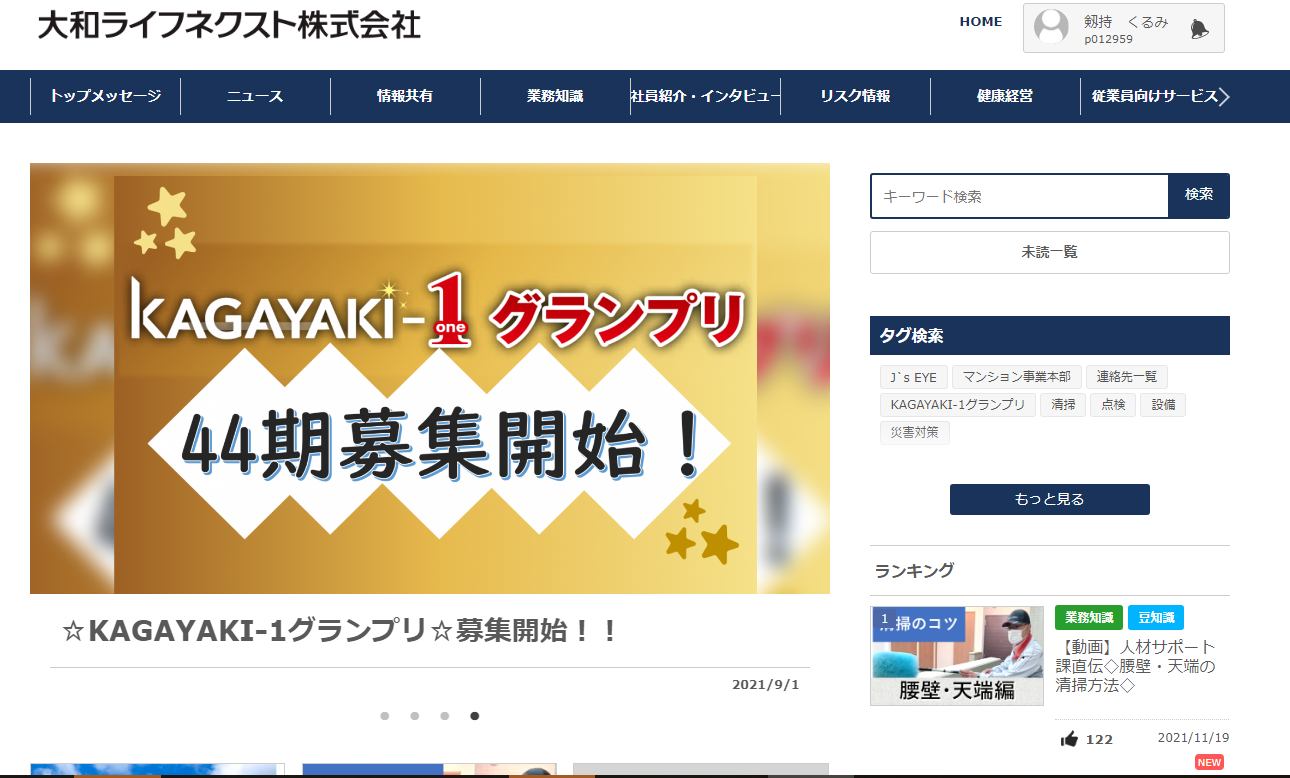 大和ライフネクスト株式会社
HOME
剱持　くるみ
p012959
トップメッセージ
ニュース
情報共有
業務知識
社員紹介・インタビュー
リスク情報
健康経営
従業員向けサービス
KAGAYAKi-1グランプリ
one
44期募集開始！
☆KAGAYAKI-1グランプリ☆募集開始！！
2021/9/1
キーワード検索
検索
未読一覧
タグ検索
J`s EYE
マンション事業本部
連絡先一覧
KAGAYAKI-1グランプリ
清掃
点検
設備
災害対策
もっと見る
ランキング
1
掃のコツ
腰壁・天端編
業務知識
豆知識
【動画】人材サポート
課直伝◇腰壁・天端の
清掃方法◇
122
2021/11/19
NEW